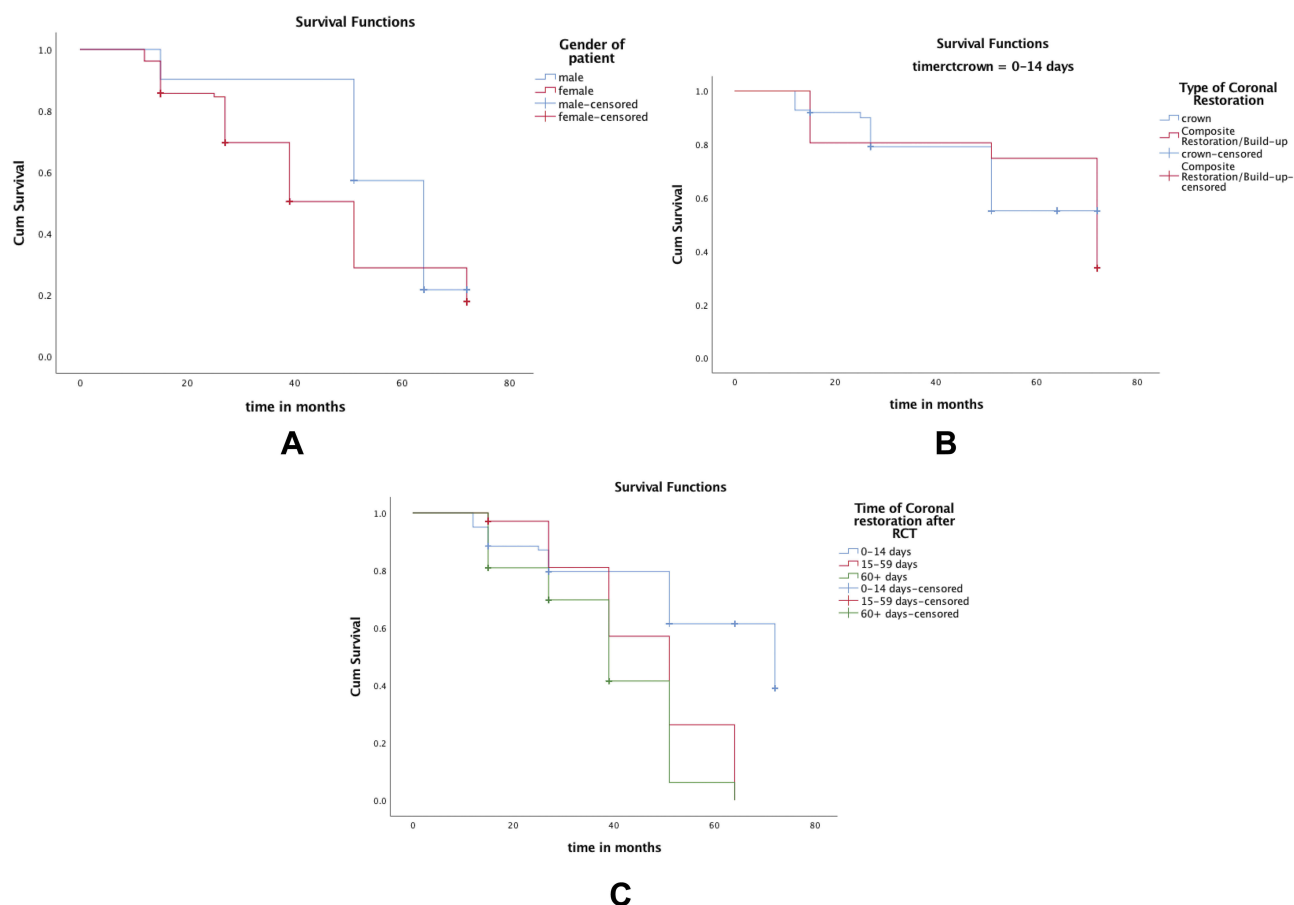 Survival Functions
Gender of
patient
male
female
male-censored
female-censored
1.0
0.8
0.6
0.4
0.2
0.0
Cum Survival
0
20
40
60
80
time in months
A
Survival Functions
timerctcrown = 0-14 days
Type of Coronal
Restoration
crown
Composite
Restoration/Build-up
crown-censored
Composite
Restoration/Build-up-
censored
1.0
0.8
0.6
0.4
0.2
0.0
Cum Survival
0
20
40
60
80
time in months
B
Survival Functions
Time of Coronal
restoration after
RCT
0-14 days
15-59 days
60+ days
0-14 days-censored
15-59 days-censored
60+ days-censored
1.0
0.8
0.6
0.4
0.2
0.0
Cum Survival
0
20
40
60
80
time in months
C